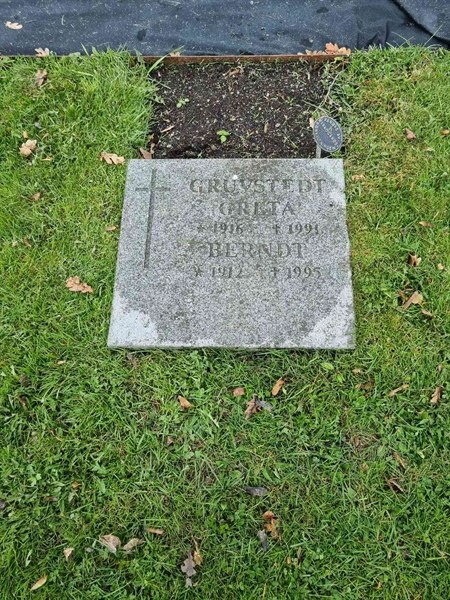 GRUVSTEDT
GRETA
* 1916 † 1991
BERNDT
* 1912 † 1995